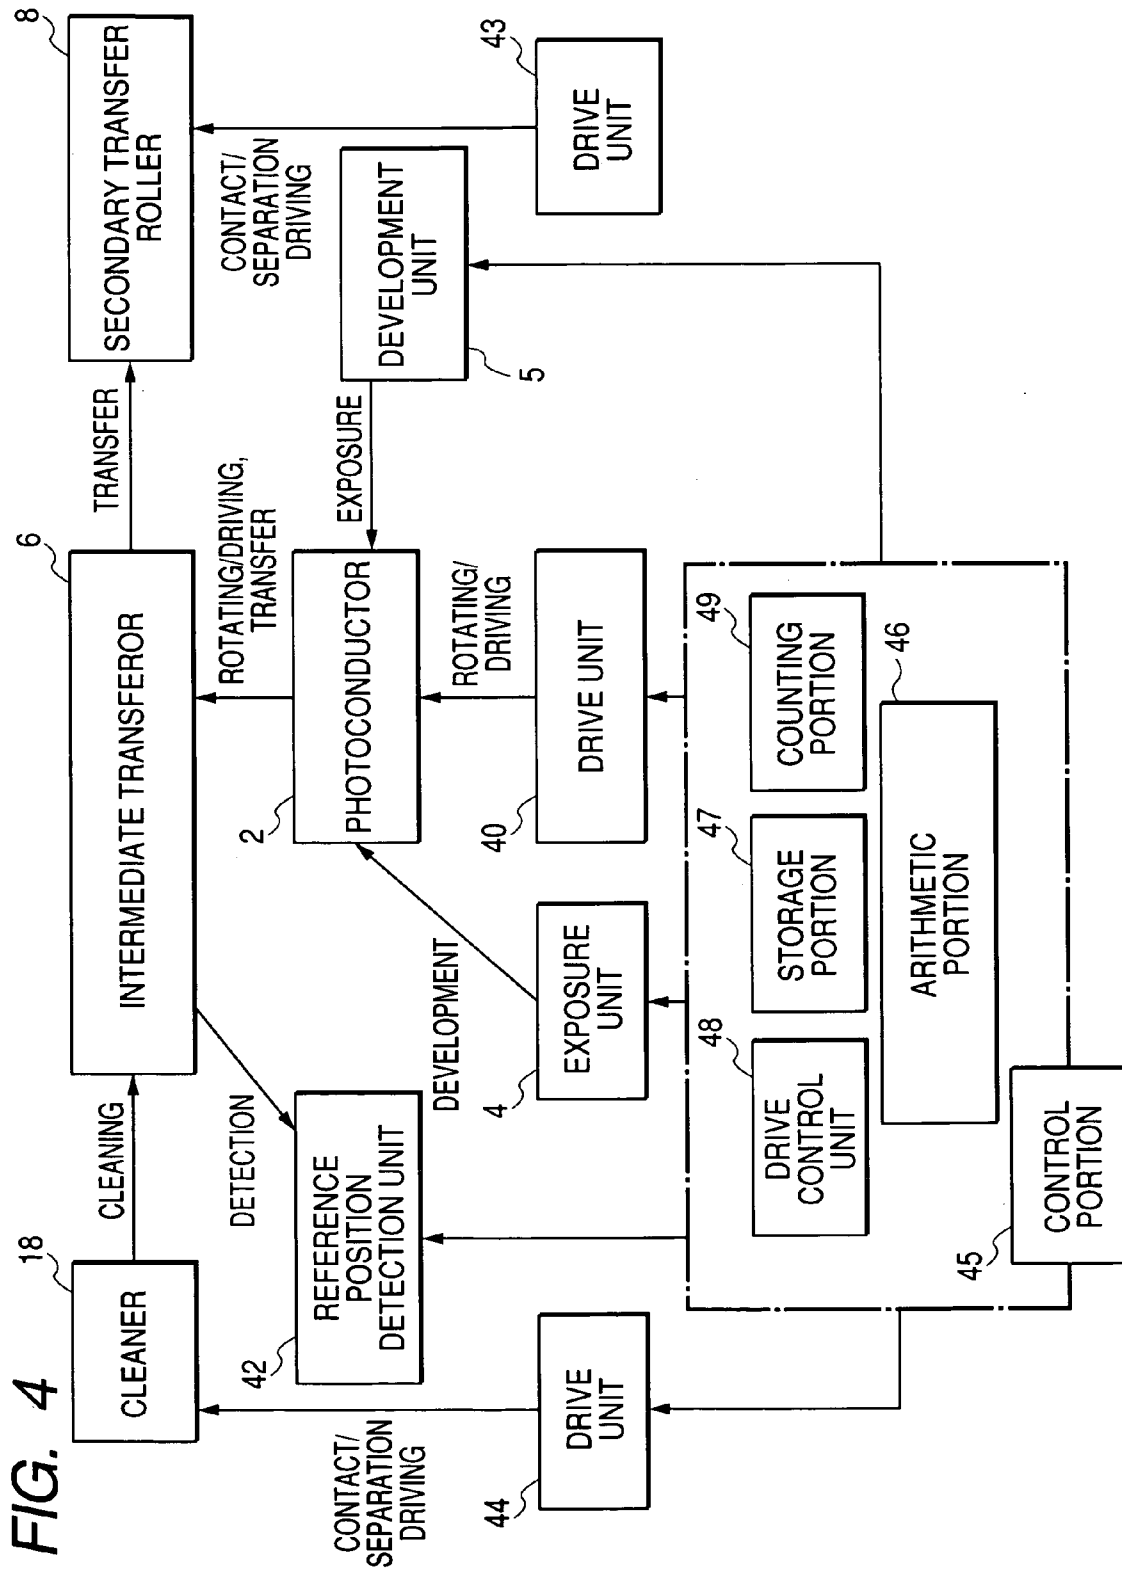 FIG. 4
18
CLEANER
CLEANING
6
INTERMEDIATE TRANSFEROR
TRANSFER
8
SECONDARY TRANSFER
ROLLER
CONTACT/
SEPARATION
DRIVING
DETECTION
ROTATING/DRIVING,
TRANSFER
CONTACT/
SEPARATION
DRIVING
42
REFERENCE
POSITION
DETECTION UNIT
DEVELOPMENT
2
PHOTOCONDUCTOR
EXPOSURE
DEVELOPMENT
UNIT
5
ROTATING/
DRIVING
43
DRIVE
UNIT
44
DRIVE
UNIT
4
EXPOSURE
UNIT
40
DRIVE UNIT
48
DRIVE
CONTROL
UNIT
47
STORAGE
PORTION
49
COUNTING
PORTION
46
ARITHMETIC
PORTION
45
CONTROL
PORTION